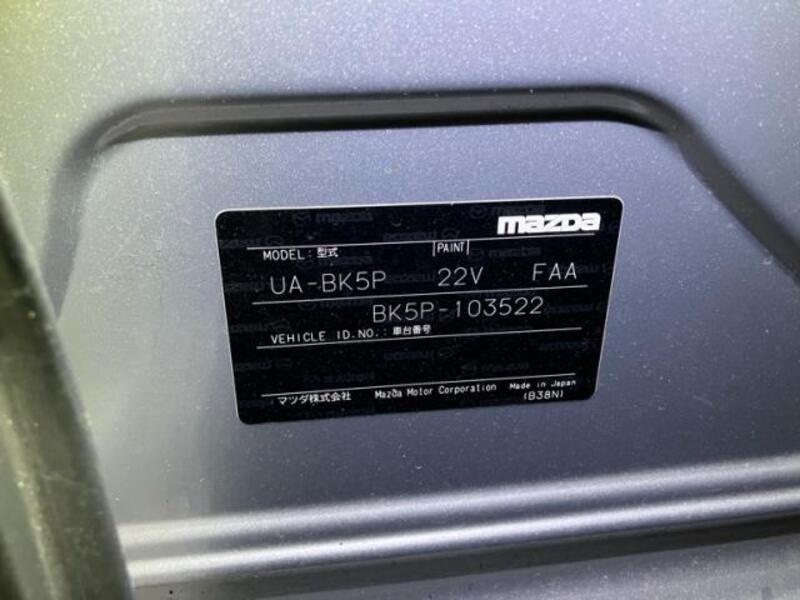 mazda
MODEL: 型式 PAINT
UA-BK5P 22V FAA
BK5P-103522
VEHICLE ID.NO.: 車台番号
マツダ株式会社 Mazda Motor Corporation Made in Japan
(B38N)